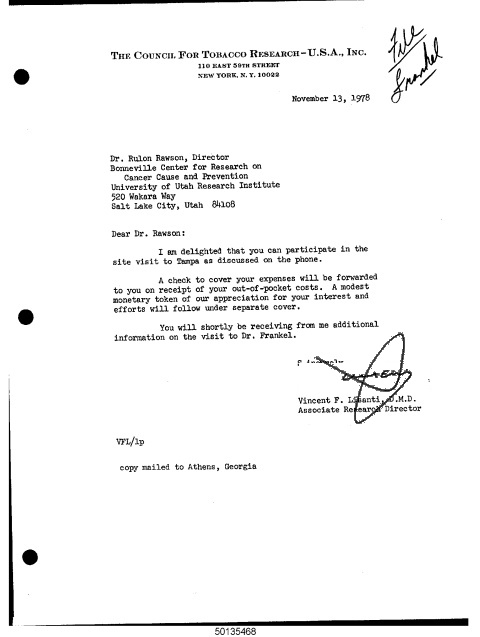 THE COUNCIL FOR TOBACCO RESEARCH-U.S.A., INC.
110 EAST 59TH STREET
NEW YORK, N. Y. 10022
File
Frankel
November 13, 1978
Dr. Rulon Rawson, Director
Bonneville Center for Research on
Cancer Cause and Prevention
University of Utah Research Institute
520 Wakara Way
Salt Lake City, Utah 84108
Dear Dr. Rawson:
I am delighted that you can participate in the
site visit to Tampa as discussed on the phone.
A check to cover your expenses will be forwarded
to you on receipt of your out-of-pocket costs. A modest
monetary token of our appreciation for your interest and
efforts will follow under separate cover.
You will shortly be receiving from me additional
information on the visit to Dr. Frankel.
Vincent F. Lisanti, D.M.D.
Associate Research Director
VFL/lp
copy mailed to Athens, Georgia
50135468